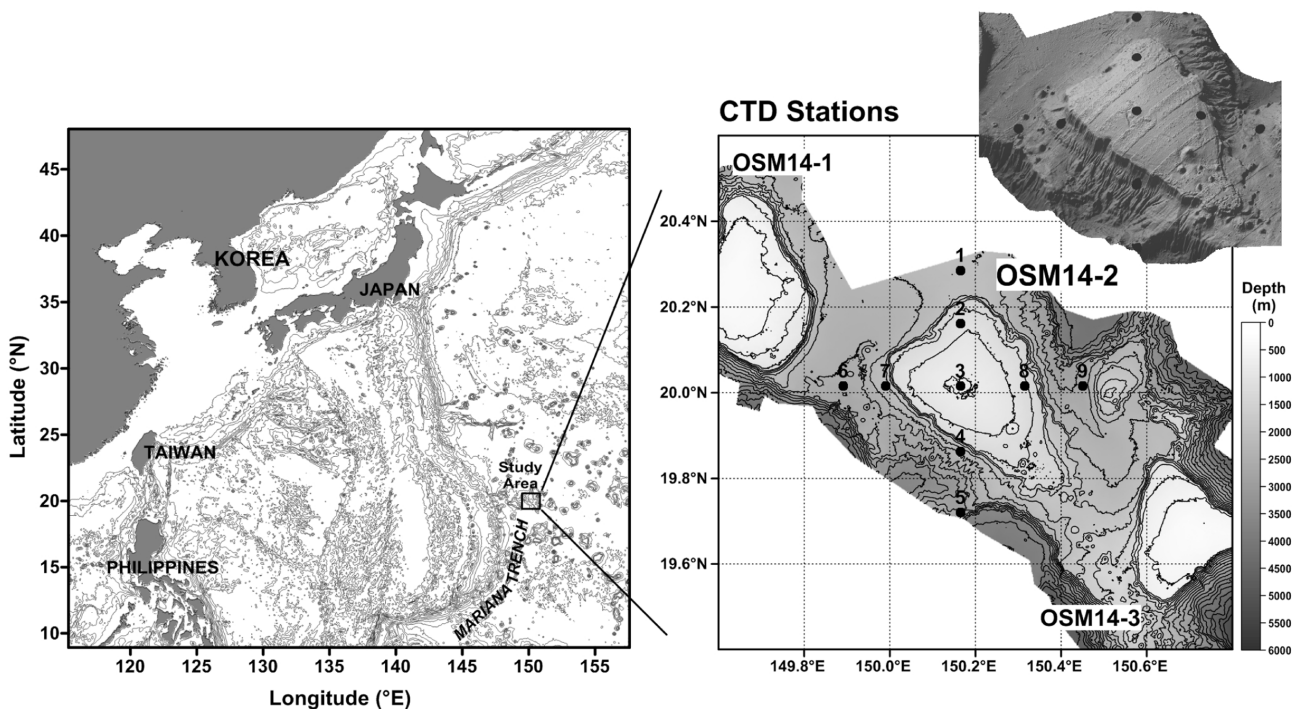 CTD Stations
45
40
35
30
25
20
15
10
Latitude (°N)
KOREA
JAPAN
TAIWAN
Study
Area
PHILIPPINES
MARIANA TRENCH
120
125
130
135
140
145
150
155
Longitude (°E)
OSM14-1
OSM14-2
OSM14-3
20.4°N
20.2°N
20.0°N
19.8°N
19.6°N
1
2
6
7
3
8
9
4
5
149.8°E
150.0°E
150.2°E
150.4°E
150.6°E
Depth
(m)
0
500
1000
1500
2000
2500
3000
3500
4000
4500
5000
5500
6000